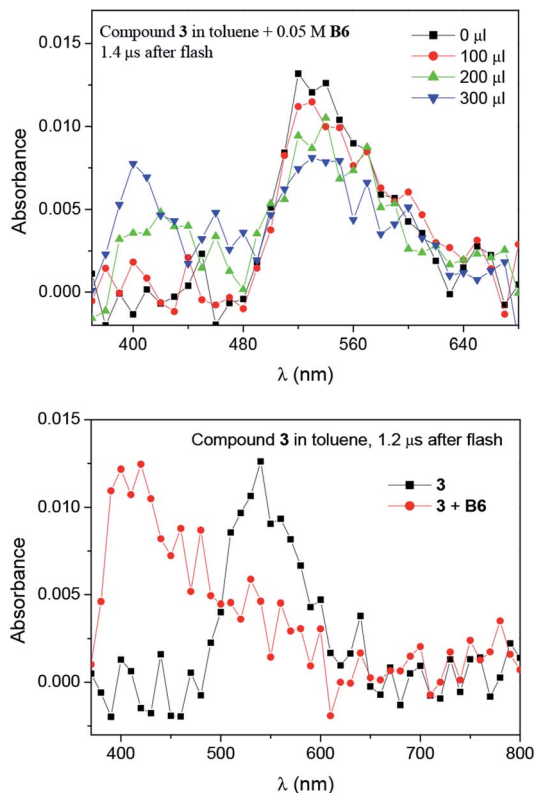 Compound 3 in toluene + 0.05 M B6
1.4 μs after flash
0 μl
100 μl
200 μl
300 μl
0.015
0.010
0.005
0.000
Absorbance
400 480 560 640
λ (nm)
Compound 3 in toluene, 1.2 μs after flash
3
3 + B6
0.015
0.010
0.005
0.000
Absorbance
400 500 600 700 800
λ (nm)